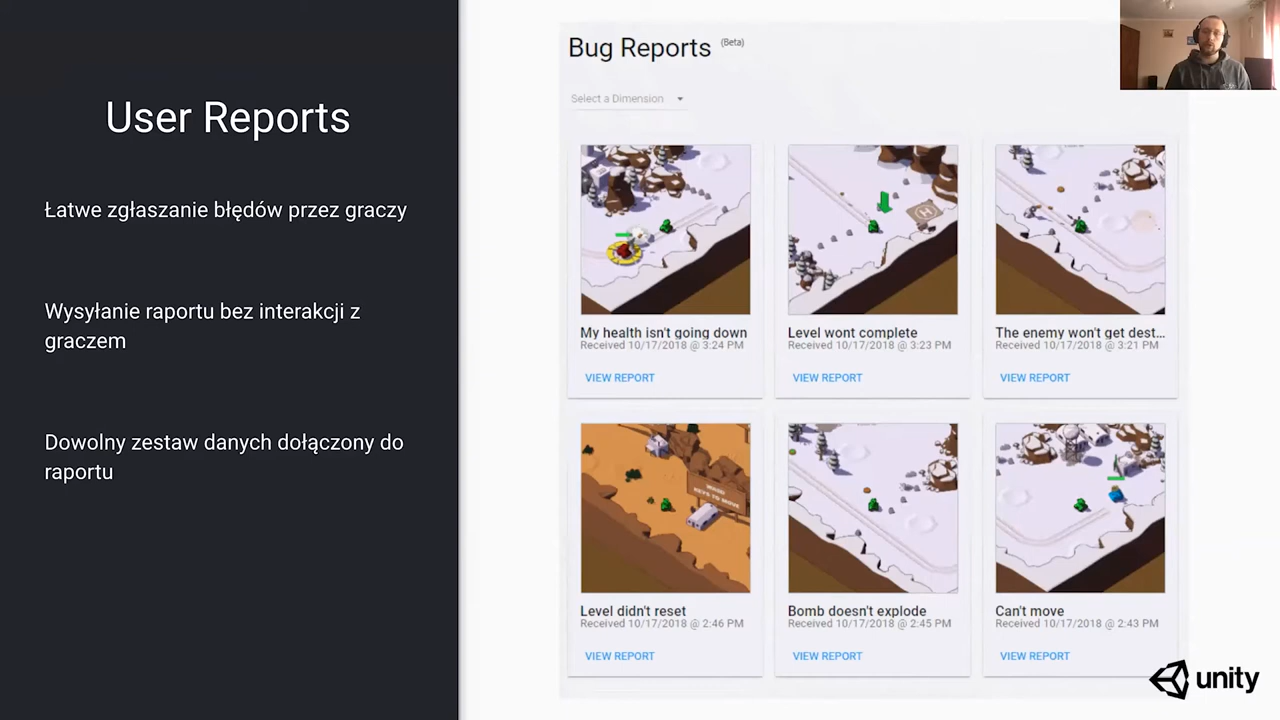 User Reports
Łatwe zgłaszanie błędów przez graczy
Wysyłanie raportu bez interakcji z
graczem
Dowolny zestaw danych dołączony do
raportu
Bug Reports (Beta)
Select a Dimension
My health isn't going down
Received 10/17/2018 @ 3:24 PM
VIEW REPORT
Level wont complete
Received 10/17/2018 @ 3:23 PM
VIEW REPORT
The enemy won't get dest...
Received 10/17/2018 @ 3:21 PM
VIEW REPORT
KEYS TO MOVE
Level didn't reset
Received 10/17/2018 @ 2:46 PM
VIEW REPORT
Bomb doesn't explode
Received 10/17/2018 @ 2:45 PM
VIEW REPORT
Can't move
Received 10/17/2018 @ 2:43 PM
VIEW REPORT
unity